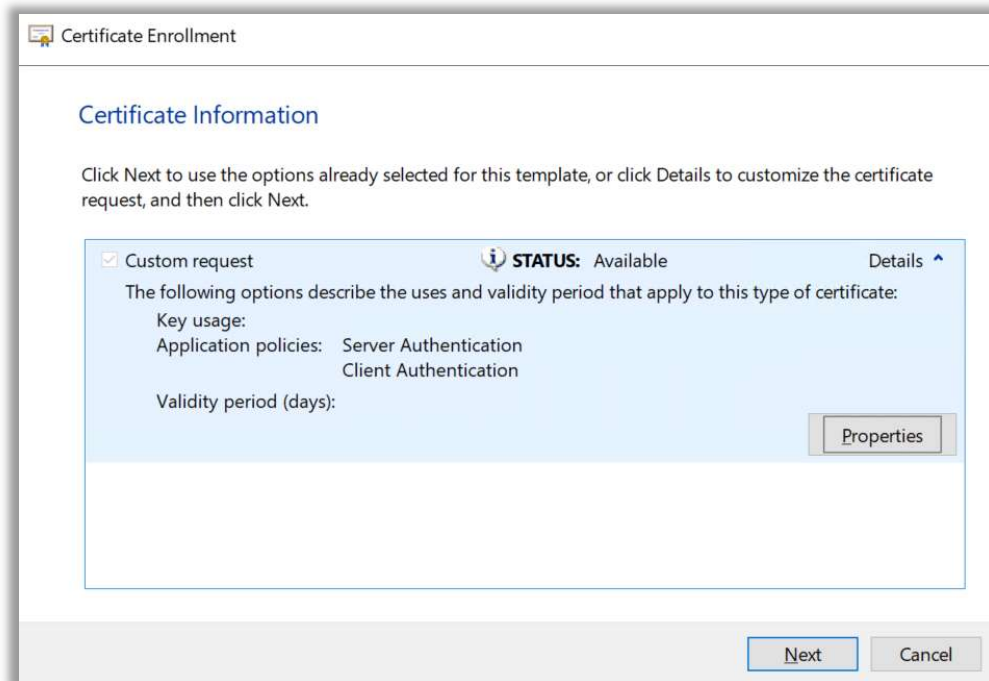 Certificate Enrollment
Certificate Information
Click Next to use the options already selected for this template, or click Details to customize the certificate
request, and then click Next.
Custom request STATUS: Available Details
The following options describe the uses and validity period that apply to this type of certificate:
Key usage:
Application policies: Server Authentication
Client Authentication
Validity period (days):
Properties
Next Cancel